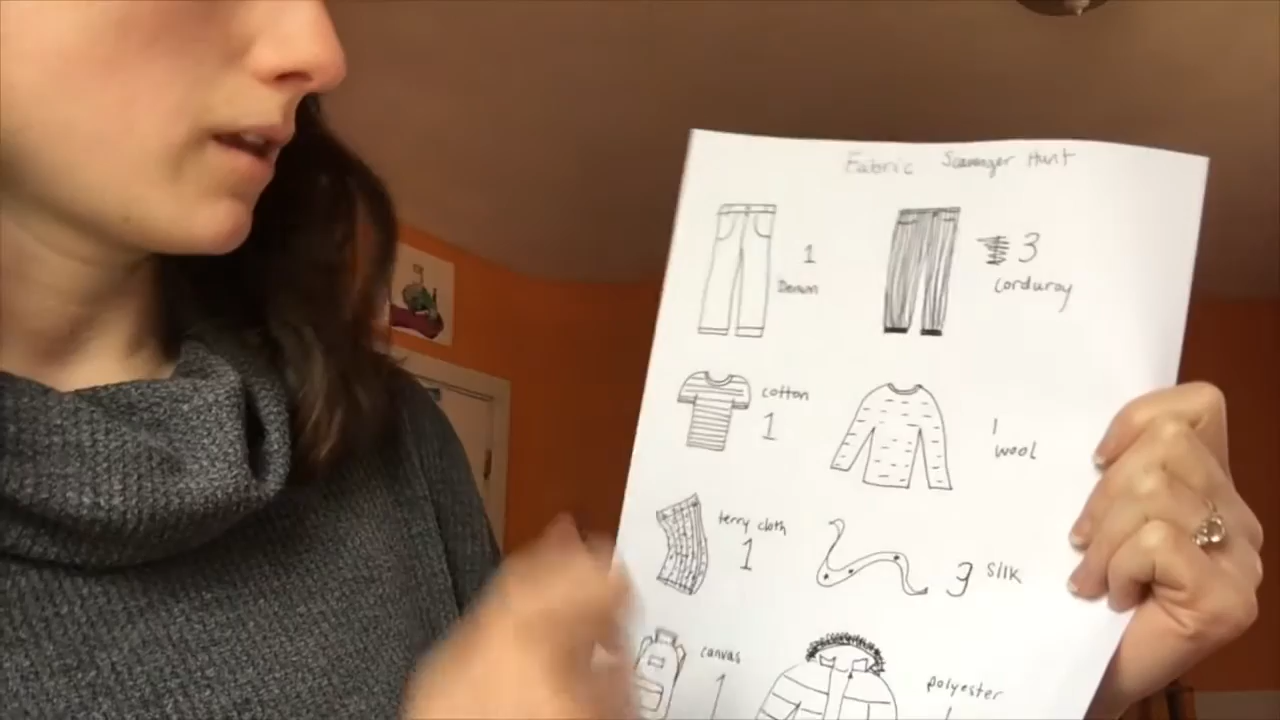 Fabric Scavenger Hunt
1
Denim
3
Corduroy
cotton
1
1
wool
terry cloth
1
3 silk
canvas
1
polyester